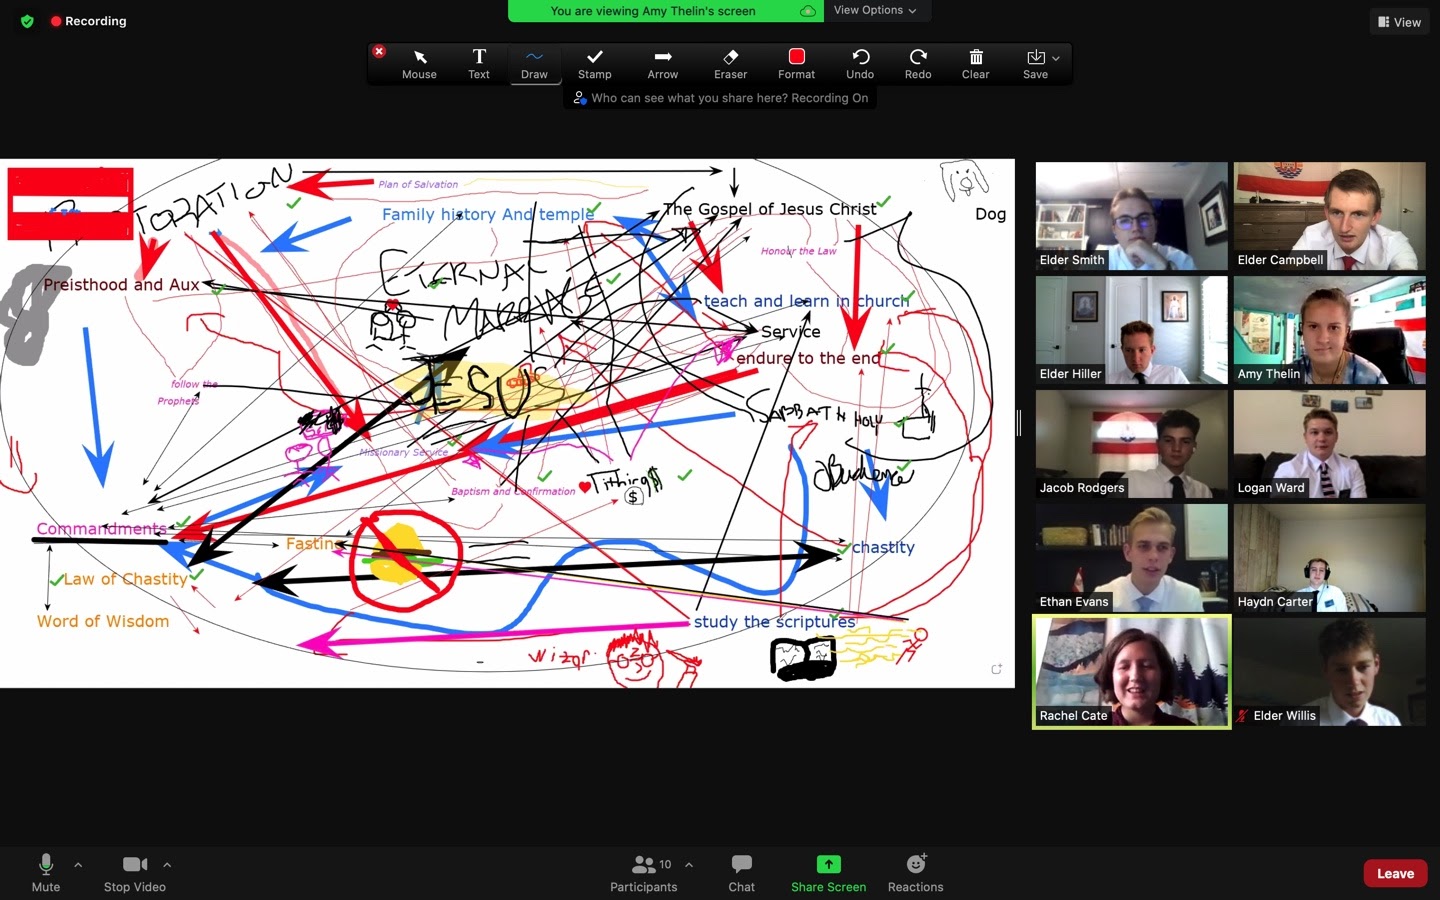 Recording
You are viewing Amy Thelin's screen
View Options
View
Mouse
Text
Draw
Stamp
Arrow
Eraser
Format
Undo
Redo
Clear
Save
Who can see what you share here? Recording On
TORATION
Plan of Salvation
Family history And temple
The Gospel of Jesus Christ
Dog
Honour the Law
Preisthood and Aux
ETERNAL
MARRIAGE
teach and learn in church
Service
endure to the end
JESUS
follow the
Prophets
SABBATH HOLY
Missionary Service
Obedience
Tithing$
$
Baptism and Confirmation
Commandments
Fastin
chastity
Law of Chastity
Word of Wisdom
study the scriptures
wizar
Elder Smith
Elder Campbell
Elder Hiller
Amy Thelin
Jacob Rodgers
Logan Ward
Ethan Evans
Haydn Carter
Rachel Cate
Elder Willis
Mute
Stop Video
Participants
10
Chat
Share Screen
Reactions
Leave